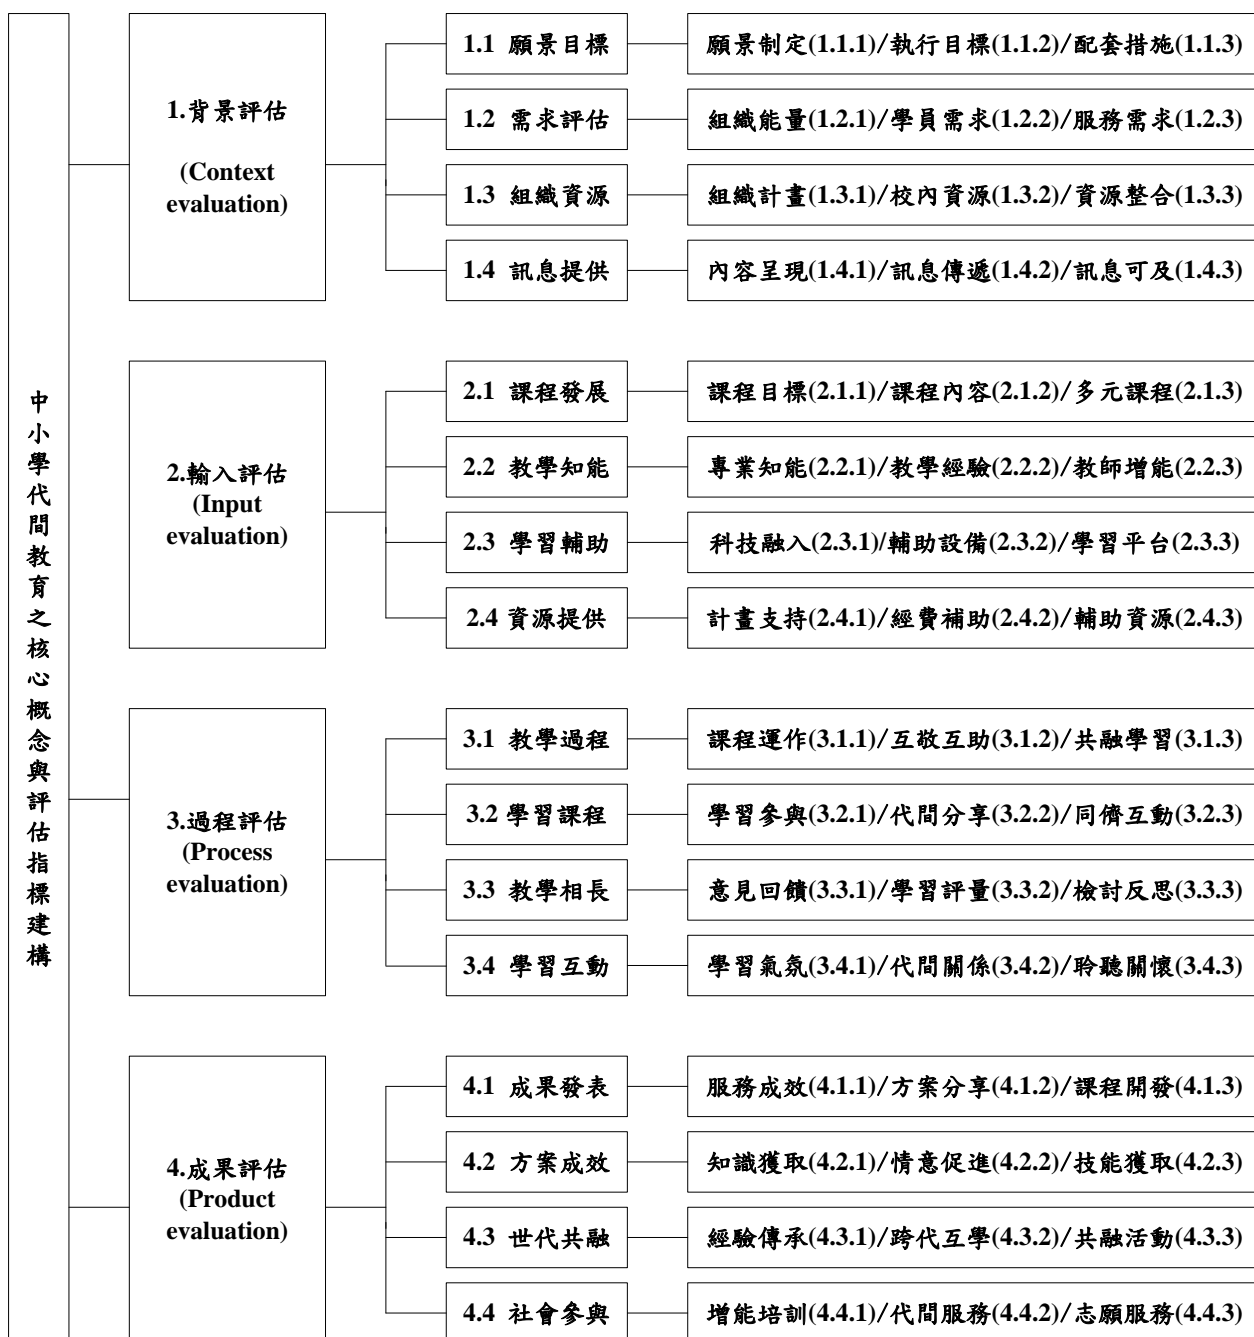 中小學代間教育之核心概念與評估指標建構
1.背景評估
(Context
evaluation)
1.1 願景目標
願景制定(1.1.1)/執行目標(1.1.2)/配套措施(1.1.3)
1.2 需求評估
組織能量(1.2.1)/學員需求(1.2.2)/服務需求(1.2.3)
1.3 組織資源
組織計畫(1.3.1)/校內資源(1.3.2)/資源整合(1.3.3)
1.4 訊息提供
內容呈現(1.4.1)/訊息傳遞(1.4.2)/訊息可及(1.4.3)
2.輸入評估
(Input
evaluation)
2.1 課程發展
課程目標(2.1.1)/課程內容(2.1.2)/多元課程(2.1.3)
2.2 教學知能
專業知能(2.2.1)/教學經驗(2.2.2)/教師增能(2.2.3)
2.3 學習輔助
科技融入(2.3.1)/輔助設備(2.3.2)/學習平台(2.3.3)
2.4 資源提供
計畫支持(2.4.1)/經費補助(2.4.2)/輔助資源(2.4.3)
3.過程評估
(Process
evaluation)
3.1 教學過程
課程運作(3.1.1)/互敬互助(3.1.2)/共融學習(3.1.3)
3.2 學習課程
學習參與(3.2.1)/代間分享(3.2.2)/同儕互動(3.2.3)
3.3 教學相長
意見回饋(3.3.1)/學習評量(3.3.2)/檢討反思(3.3.3)
3.4 學習互動
學習氣氛(3.4.1)/代間關係(3.4.2)/聆聽關懷(3.4.3)
4.成果評估
(Product
evaluation)
4.1 成果發表
服務成效(4.1.1)/方案分享(4.1.2)/課程開發(4.1.3)
4.2 方案成效
知識獲取(4.2.1)/情意促進(4.2.2)/技能獲取(4.2.3)
4.3 世代共融
經驗傳承(4.3.1)/跨代互學(4.3.2)/共融活動(4.3.3)
4.4 社會參與
增能培訓(4.4.1)/代間服務(4.4.2)/志願服務(4.4.3)